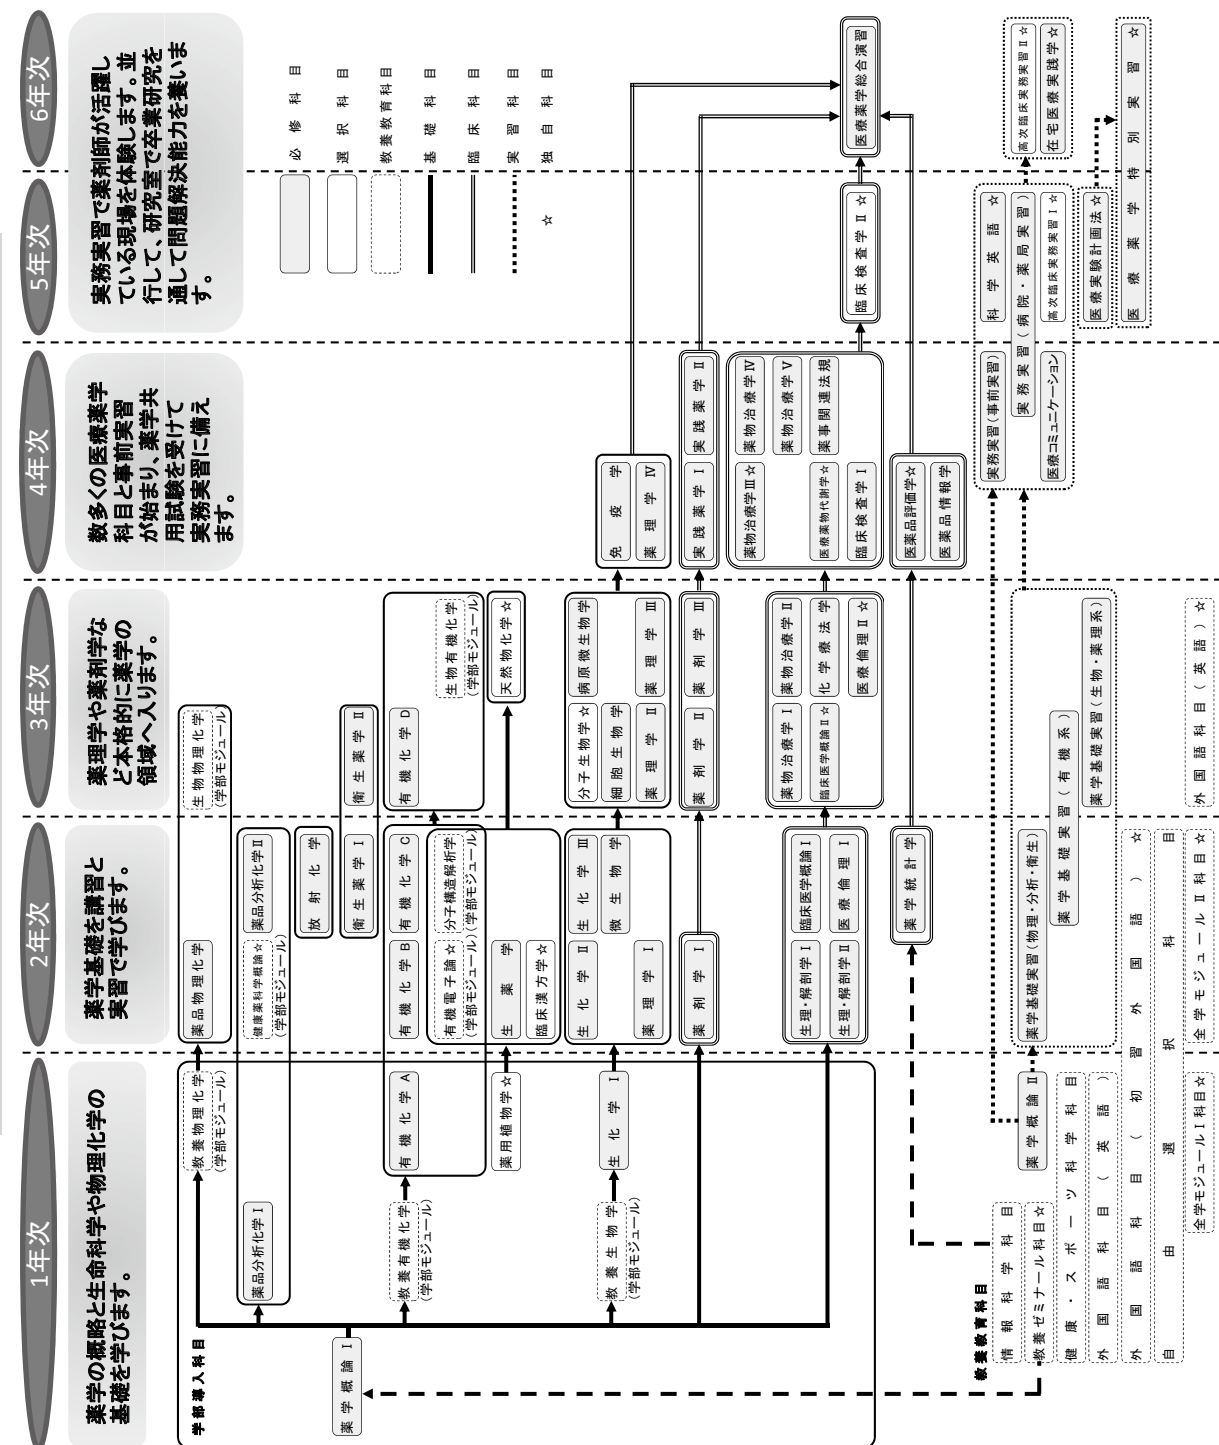 1年次
2年次
3年次
4年次
5年次
6年次
薬学の概略と生命科学や物理化学の
基礎を学びます。
薬学基礎を講習と
実習で学びます。
薬理学や薬剤学な
ど本格的に薬学の
領域へ入ります。
数多くの医療薬学
科目と事前実習
が始まり、薬学共
用試験を受けて
実務実習に備え
ます。
実務実習で薬剤師が活躍し
ている現場を体験します。並
行して、研究室で卒業研究を
通して問題解決能力を養いま
す。
必修科目
選択科目
教養教育科目
基礎科目
臨床科目
実習科目
☆ 独自科目
学部導入科目
薬学概論Ⅰ
教養物理化学
(学部モジュール)
薬品物理化学
生物物理化学
(学部モジュール)
薬品分析化学Ⅰ
健康薬科学概論☆
(学部モジュール)
薬品分析化学Ⅱ
放射化学
衛生薬学Ⅰ
衛生薬学Ⅱ
教養有機化学
(学部モジュール)
有機化学A
有機化学B
有機化学C
有機化学D
有機電子論☆
(学部モジュール)
分子構造解析学
(学部モジュール)
生物有機化学
(学部モジュール)
薬用植物学☆
生薬学
臨床漢方学☆
天然物化学☆
教養生物学
(学部モジュール)
生化学Ⅰ
生化学Ⅱ
生化学Ⅲ
微生物学
薬理学Ⅰ
分子生物学☆
病原微生物学
細胞生物学
薬理学Ⅱ
薬理学Ⅲ
免疫学
薬理学Ⅳ
薬剤学Ⅰ
薬剤学Ⅱ
薬剤学Ⅲ
実践薬学Ⅰ
実践薬学Ⅱ
生理・解剖学Ⅰ
臨床医学概論Ⅰ
生理・解剖学Ⅱ
医療倫理Ⅰ
薬物治療学Ⅰ
薬物治療学Ⅱ
臨床医学概論Ⅱ☆
化学療法学
医療倫理Ⅱ☆
薬物治療学Ⅲ☆
薬物治療学Ⅳ
薬物治療学Ⅴ
医療薬物代謝学☆
薬事関連法規
臨床検査学Ⅰ
臨床検査学Ⅱ☆
医療薬学総合演習
薬学統計学
医薬品評価学☆
医薬品情報学
教養教育科目
情報科学科目
教養ゼミナール科目☆
健康・スポーツ科学科目
外国語科目(英語)
外国語科目(初習外国語)☆
自由選択科目
全学モジュールⅠ科目☆
全学モジュールⅡ科目☆
外国語科目(英語)☆
薬学概論Ⅱ
薬学基礎実習(物理・分析・衛生)
薬学基礎実習(有機系)
薬学基礎実習(生物・薬理系)
実務実習(事前実習)
科学英語☆
実務実習(病院・薬局実習)
医療コミュニケーション
高次臨床実務実習Ⅰ☆
高次臨床実務実習Ⅱ☆
在宅医療実践学☆
医療実験計画法☆
医療薬学特別実習☆